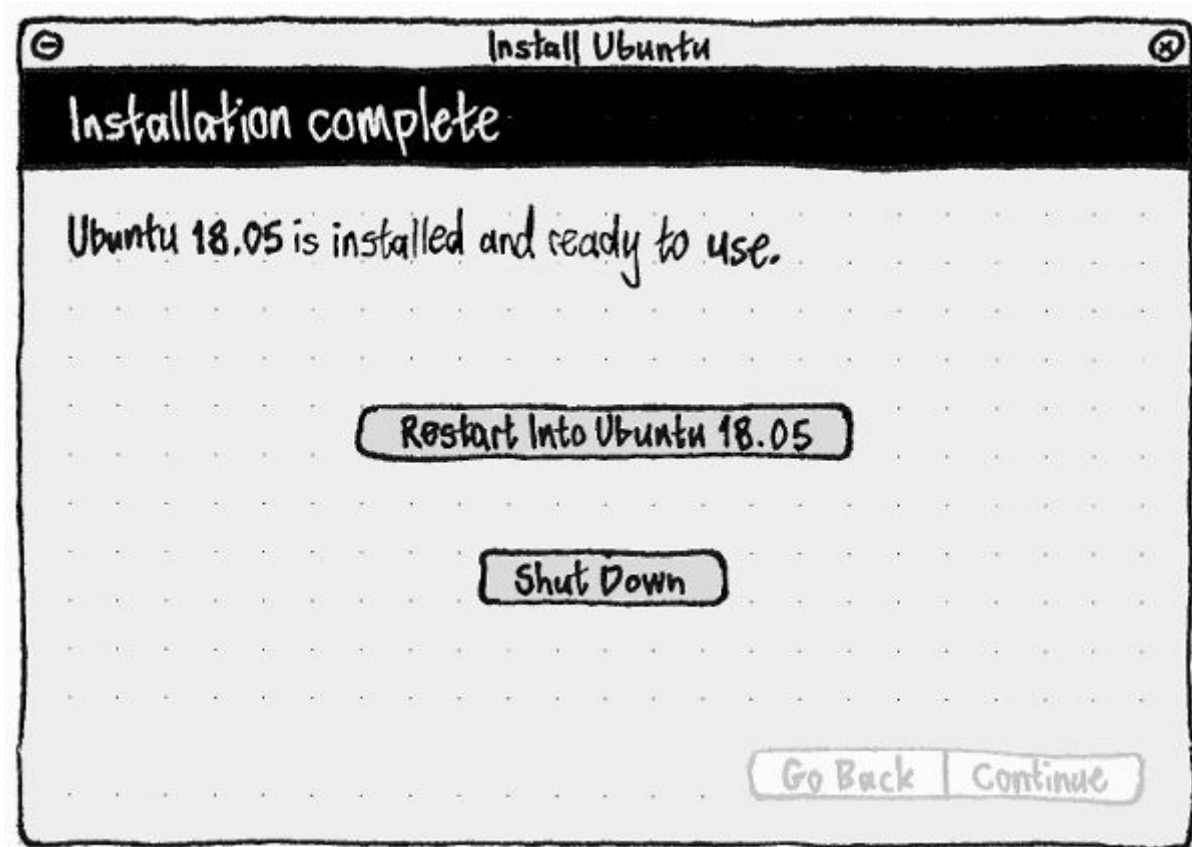 Install Ubuntu
Installation complete
Ubuntu 18.05 is installed and ready to use.
Restart Into Ubuntu 18.05
Shut Down
Go Back Continue